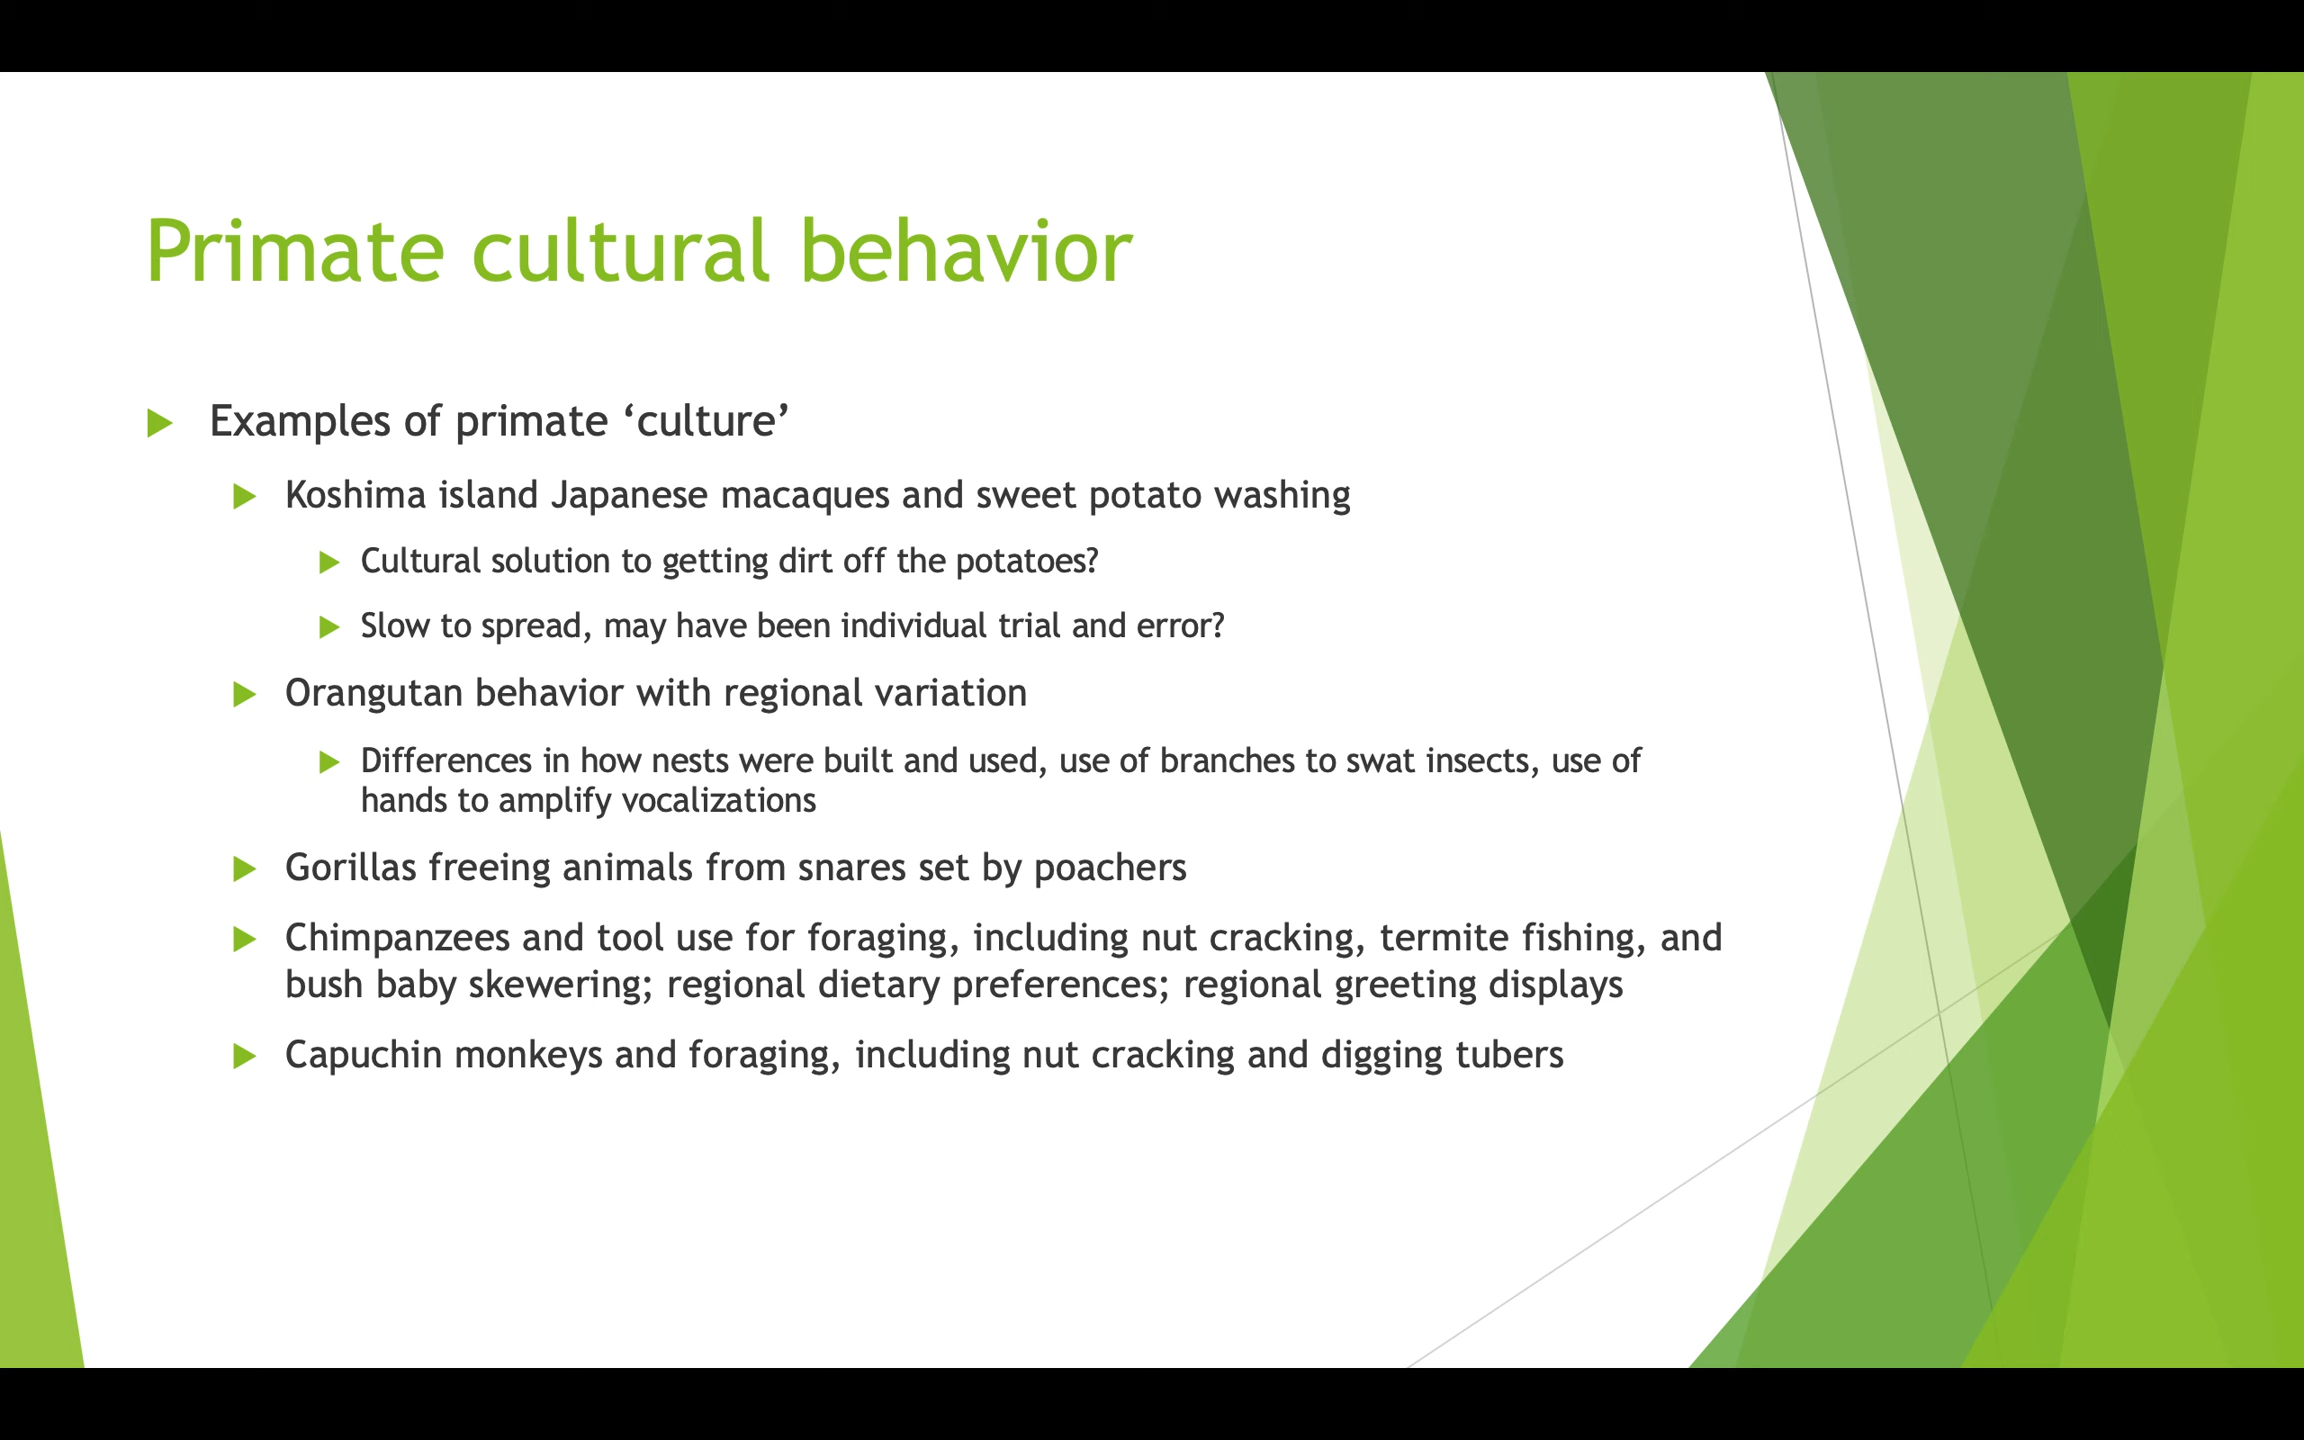 Primate cultural behavior
Examples of primate ‘culture’
Koshima island Japanese macaques and sweet potato washing
Cultural solution to getting dirt off the potatoes?
Slow to spread, may have been individual trial and error?
Orangutan behavior with regional variation
Differences in how nests were built and used, use of branches to swat insects, use of
hands to amplify vocalizations
Gorillas freeing animals from snares set by poachers
Chimpanzees and tool use for foraging, including nut cracking, termite fishing, and
bush baby skewering; regional dietary preferences; regional greeting displays
Capuchin monkeys and foraging, including nut cracking and digging tubers